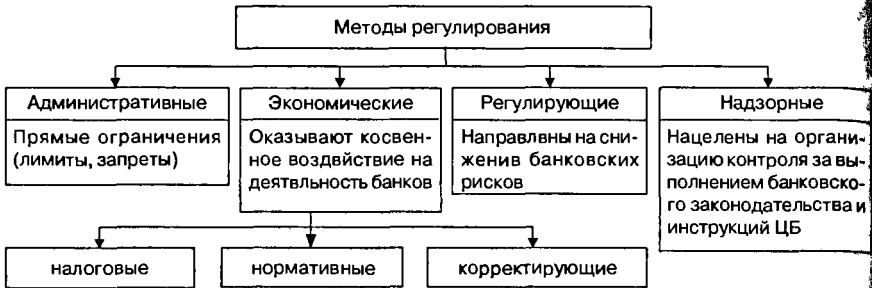 Методы регулирования
Административные
Прямые ограничения
(лимиты, запреты)
Экономические
Оказывают косвен-
ное воздвйствие на
деятвльность банков
Регулирующие
Направлвны на сни-
женив банковских
рисков
Надзорные
Нацелены на органи-
зацию контроля за вы-
полнением банковско-
го законодательства и
инструкций ЦБ
налоговые
нормативные
корректирующие